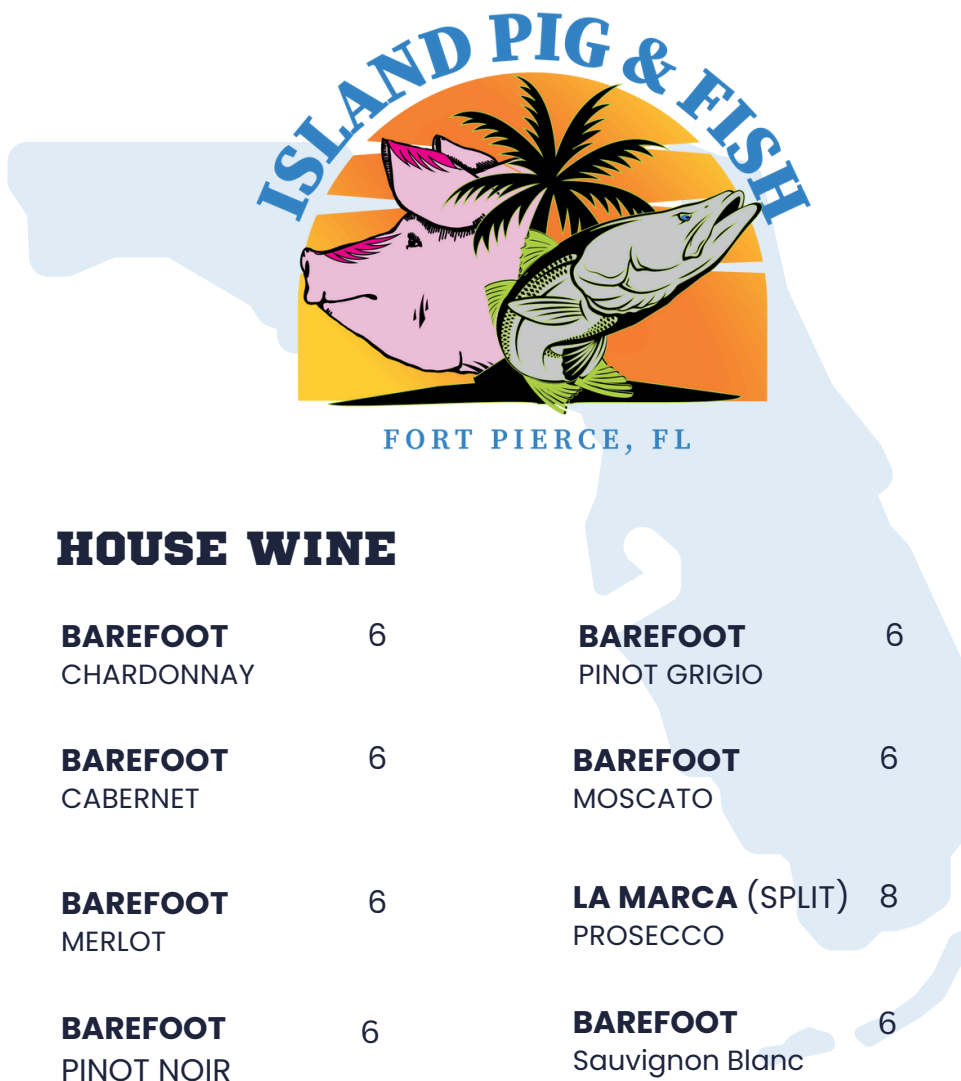 ISLAND PIG & FISH
FORT PIERCE, FL
HOUSE WINE
BAREFOOT 6
CHARDONNAY
BAREFOOT 6
CABERNET
BAREFOOT 6
MERLOT
BAREFOOT 6
PINOT NOIR
BAREFOOT 6
PINOT GRIGIO
BAREFOOT 6
MOSCATO
LA MARCA (SPLIT) 8
PROSECCO
BAREFOOT 6
Sauvignon Blanc